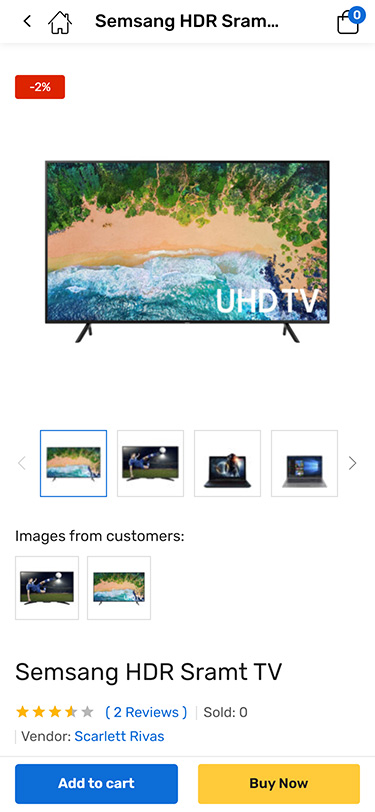 Semsang HDR Sram...
0
-2%
UHD TV
Images from customers:
Semsang HDR Sramt TV
( 2 Reviews ) Sold: 0
Vendor: Scarlett Rivas
Add to cart
Buy Now